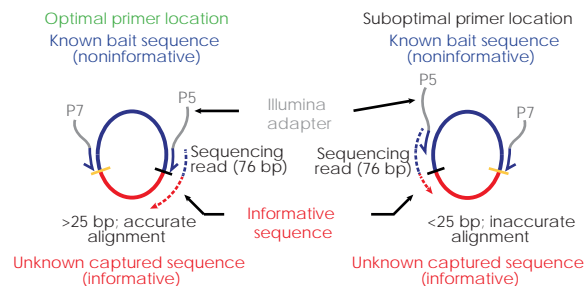 Optimal primer location
Known bait sequence
(noninformative)
P7
P5
Sequencing
read (76 bp)
>25 bp; accurate
alignment
Unknown captured sequence
(informative)
Illumina
adapter
Informative
sequence
Suboptimal primer location
Known bait sequence
(noninformative)
P5
P7
Sequencing
read (76 bp)
<25 bp; inaccurate
alignment
Unknown captured sequence
(informative)